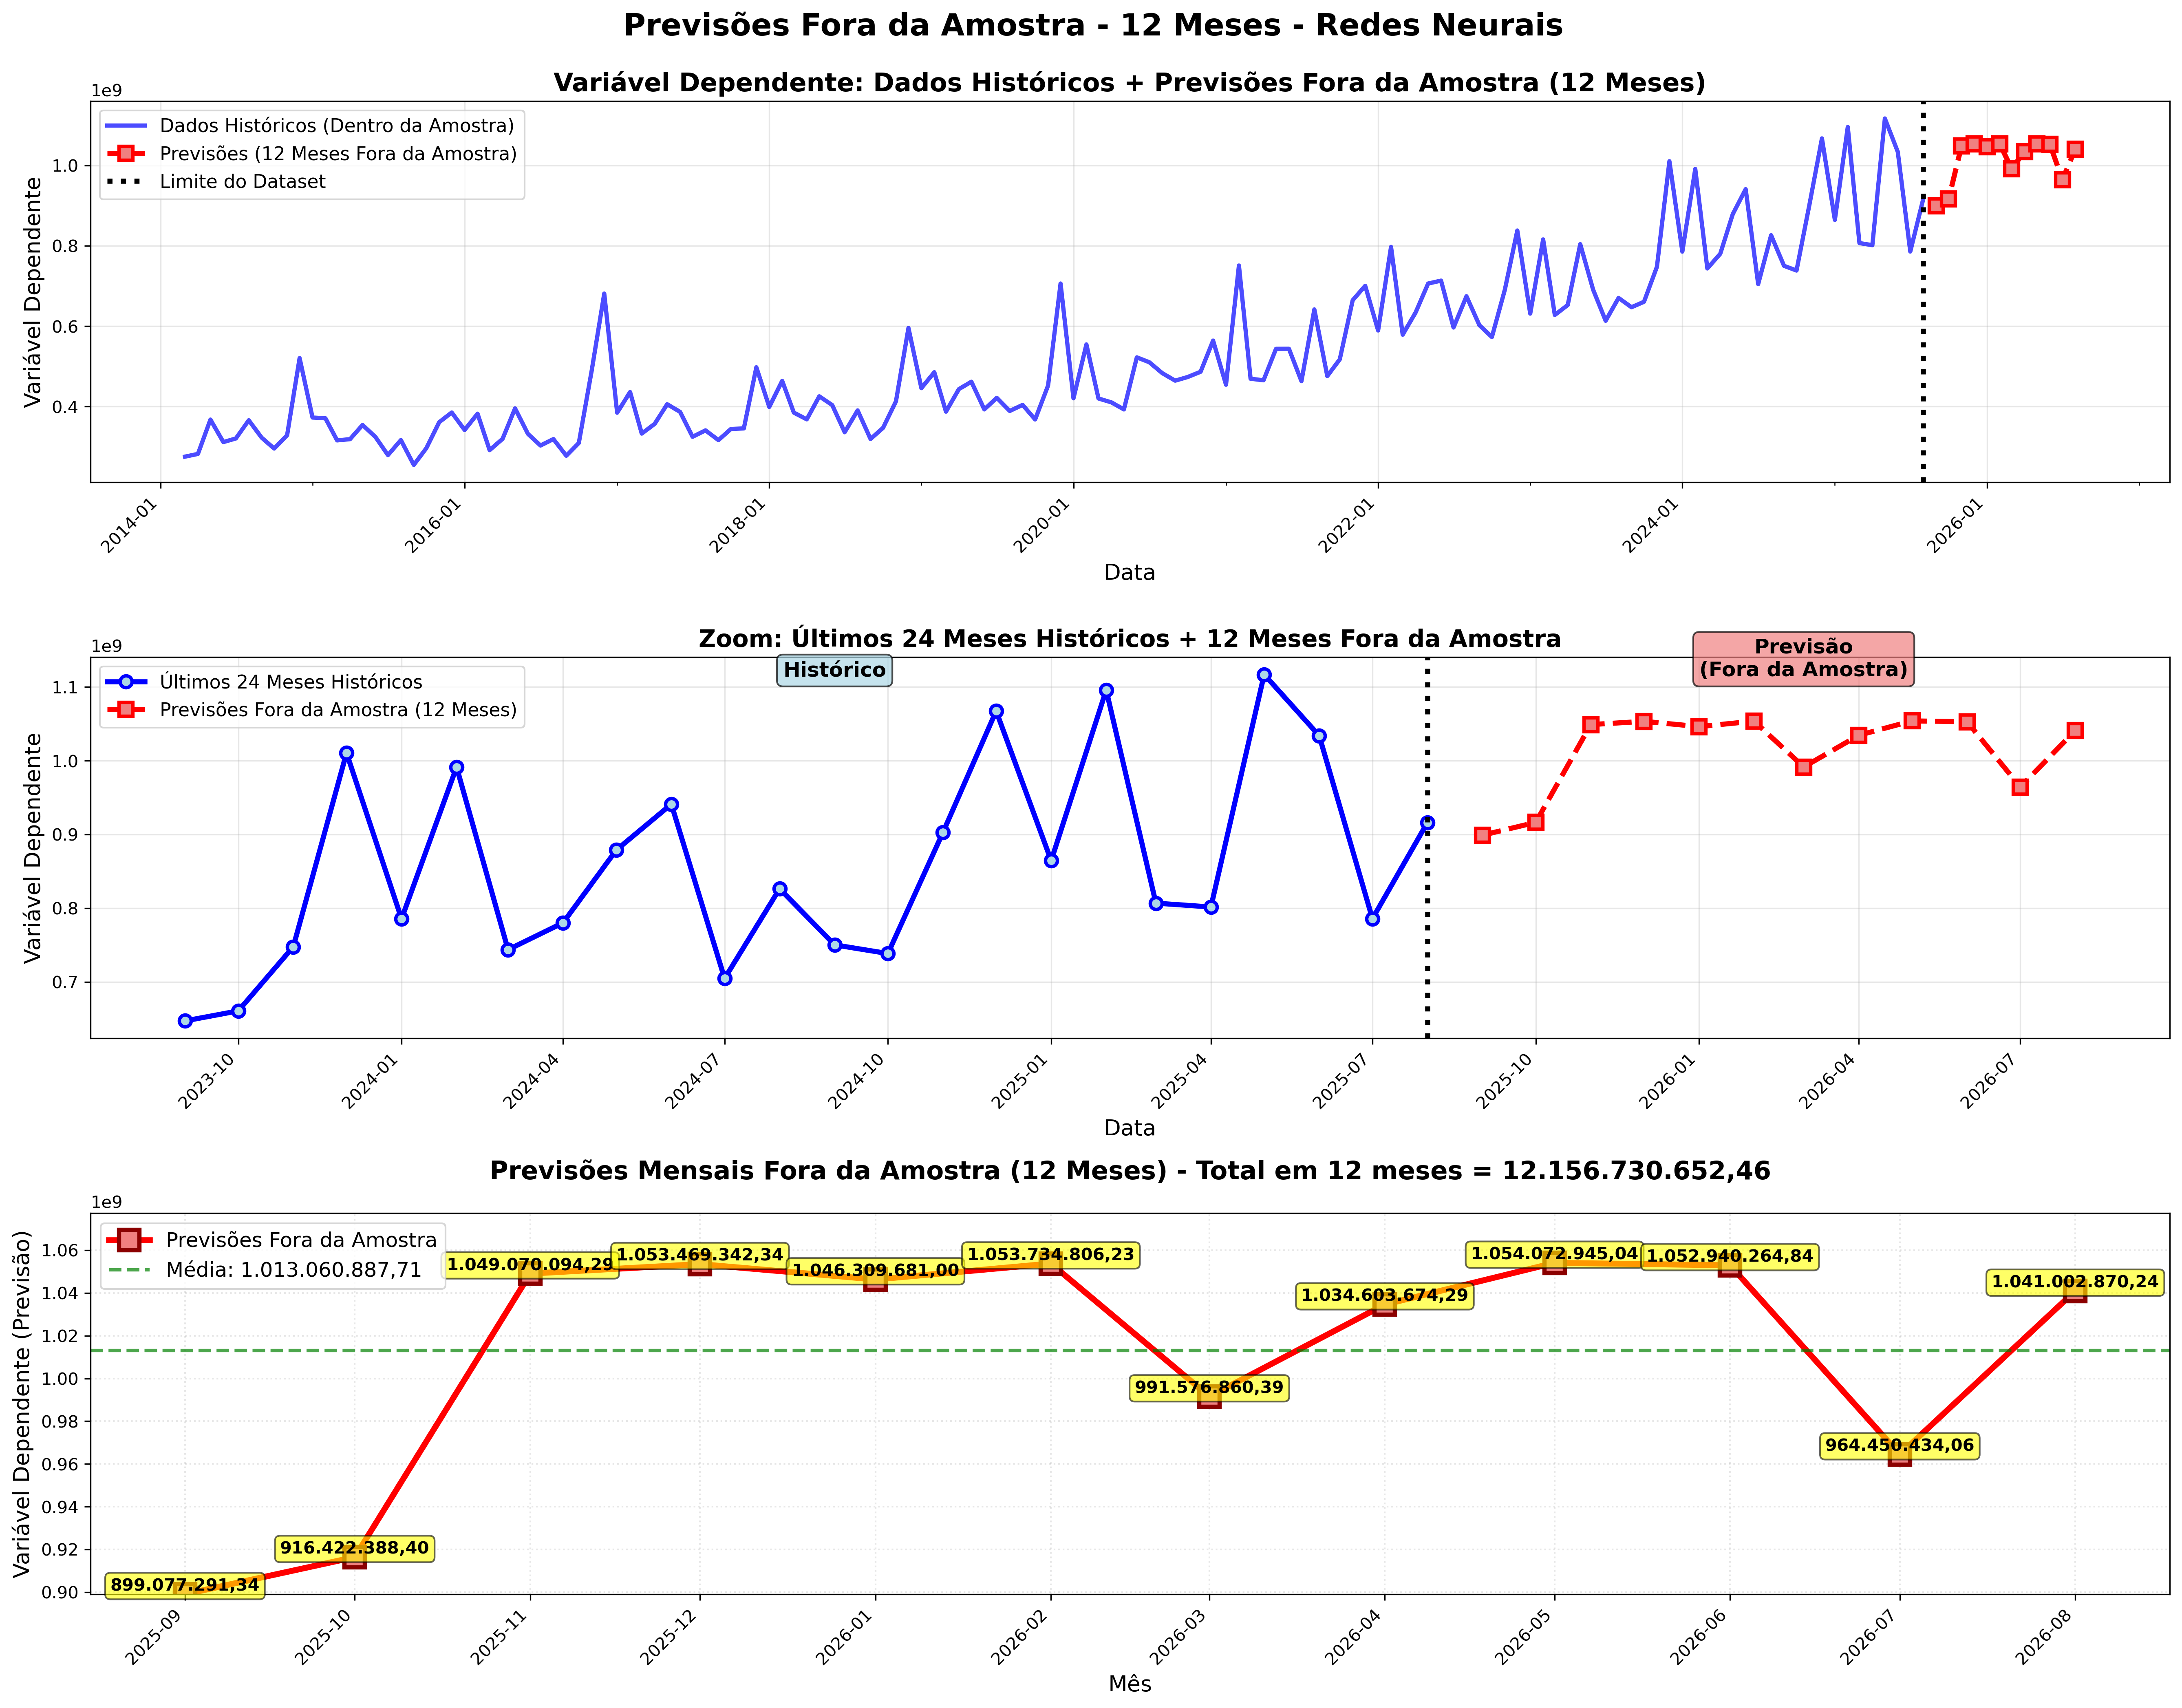 Previsões Fora da Amostra - 12 Meses - Redes Neurais
Variável Dependente: Dados Históricos + Previsões Fora da Amostra (12 Meses)
1e9
Dados Históricos (Dentro da Amostra)
Previsões (12 Meses Fora da Amostra)
Limite do Dataset
Variável Dependente
1.0
0.8
0.6
0.4
2014-01
2016-01
2018-01
2020-01
2022-01
2024-01
2026-01
Data
Zoom: Últimos 24 Meses Históricos + 12 Meses Fora da Amostra
1e9
Últimos 24 Meses Históricos
Previsões Fora da Amostra (12 Meses)
Histórico
Previsão
(Fora da Amostra)
Variável Dependente
1.1
1.0
0.9
0.8
0.7
2023-10
2024-01
2024-04
2024-07
2024-10
2025-01
2025-04
2025-07
2025-10
2026-01
2026-04
2026-07
Data
Previsões Mensais Fora da Amostra (12 Meses) - Total em 12 meses = 12.156.730.652,46
1e9
Previsões Fora da Amostra
Média: 1.013.060.887,71
Variável Dependente (Previsão)
1.06
1.04
1.02
1.00
0.98
0.96
0.94
0.92
0.90
899.077.291,34
916.422.388,40
1.049.070.094,29
1.053.469.342,34
1.046.309.681,00
1.053.734.806,23
991.576.860,39
1.034.603.674,29
1.054.072.945,04
1.052.940.264,84
964.450.434,06
1.041.002.870,24
2025-09
2025-10
2025-11
2025-12
2026-01
2026-02
2026-03
2026-04
2026-05
2026-06
2026-07
2026-08
Mês